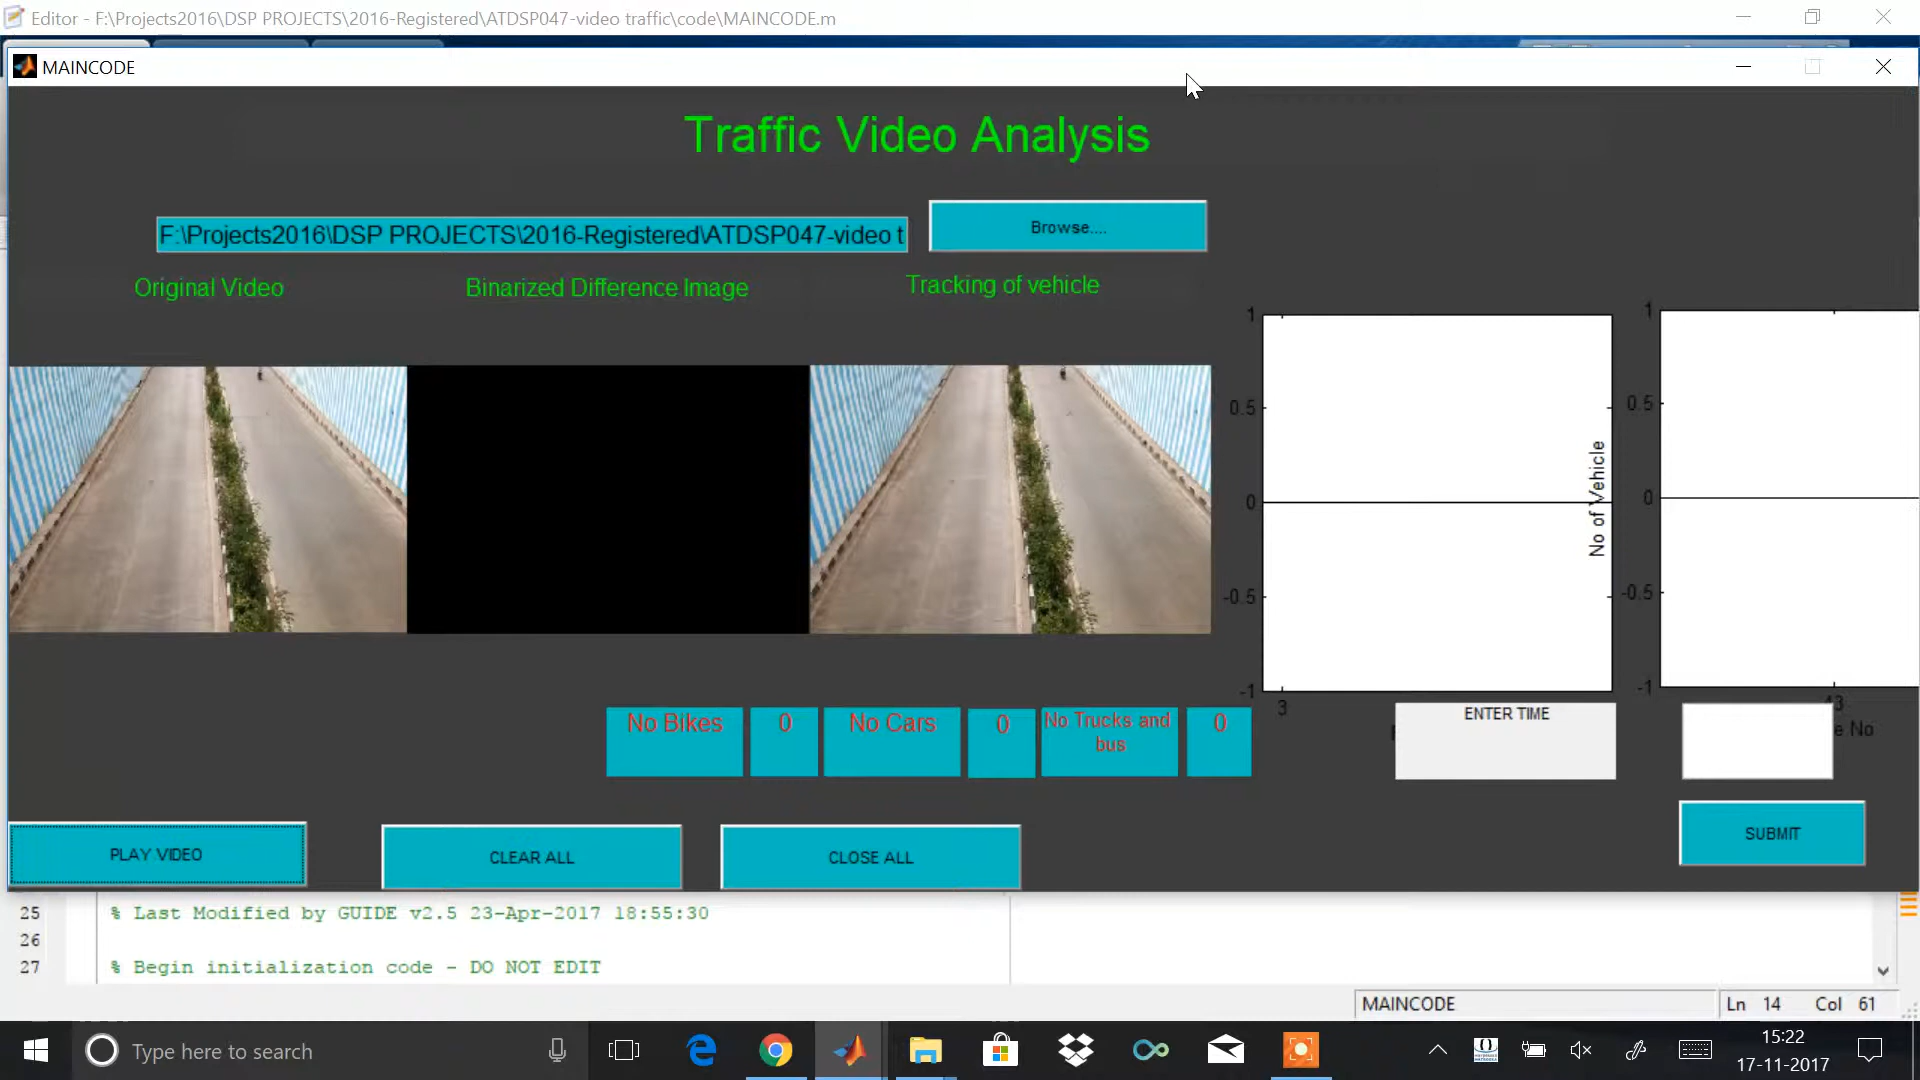 Editor - F:\Projects2016\DSP PROJECTS\2016-Registered\ATDSP047-video traffic\code\MAINCODE.m
MAINCODE
Traffic Video Analysis
F:\Projects2016\DSP PROJECTS\2016-Registered\ATDSP047-video t
Browse....
Original Video
Binarized Difference Image
Tracking of vehicle
1
0.5
0
-0.5
-1
3
No of Vehicle
1
0.5
0
-0.5
-1
e No
No Bikes
0
No Cars
0
No Trucks and
bus
0
ENTER TIME
SUBMIT
PLAY VIDEO
CLEAR ALL
CLOSE ALL
25 % Last Modified by GUIDE v2.5 23-Apr-2017 18:55:30
26
27 % Begin initialization code - DO NOT EDIT
MAINCODE
Ln 14 Col 61
Type here to search
15:22
17-11-2017